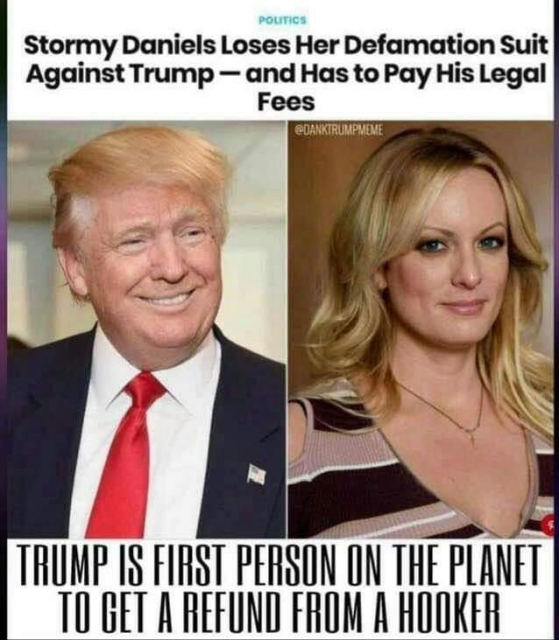 POLITICS
Stormy Daniels Loses Her Defamation Suit
Against Trump — and Has to Pay His Legal
Fees
@DANKTRUMPMEME
TRUMP IS FIRST PERSON ON THE PLANET
TO GET A REFUND FROM A HOOKER